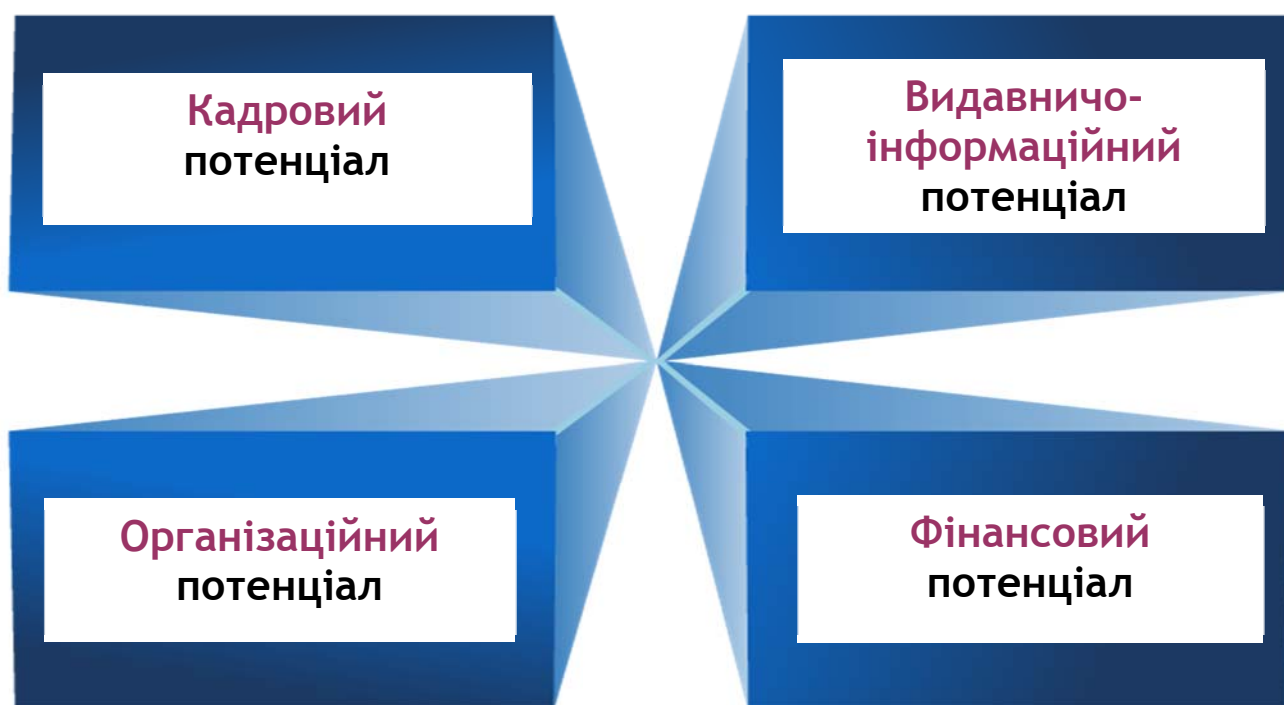 Кадровий
потенціал
Видавничо-
інформаційний
потенціал
Організаційний
потенціал
Фінансовий
потенціал